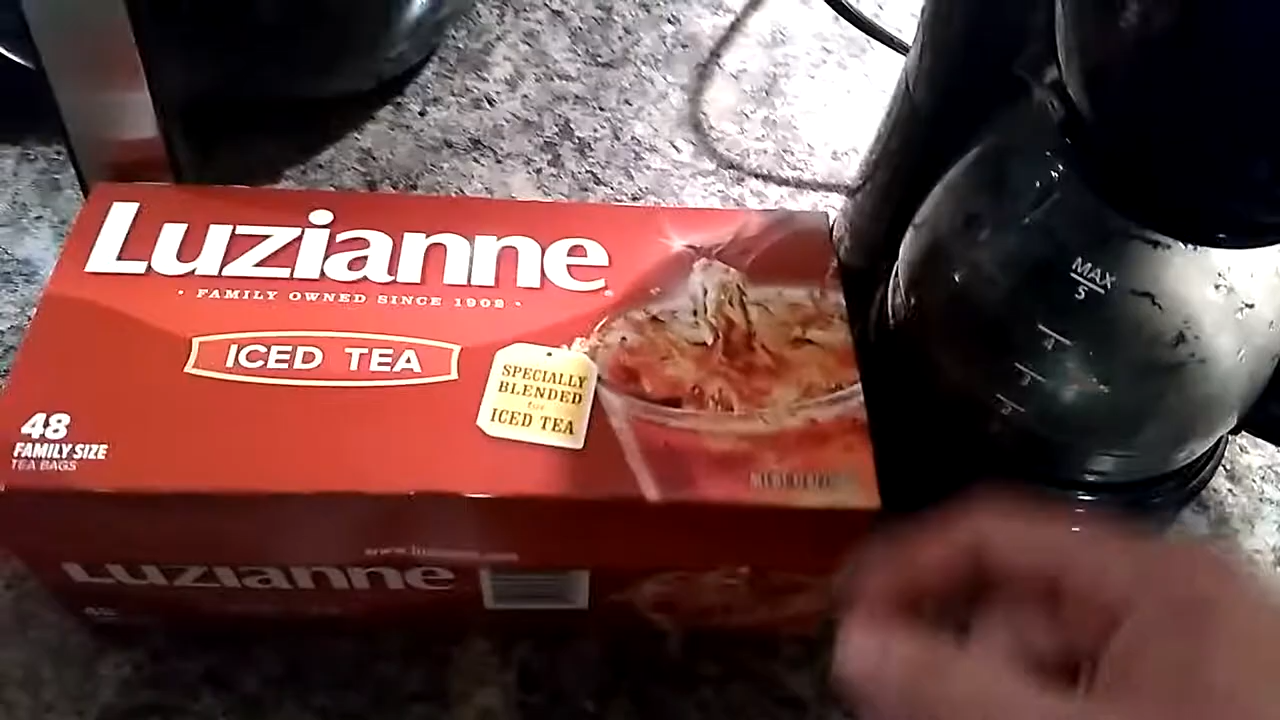 Luzianne
· FAMILY OWNED SINCE 1902 ·
ICED TEA
SPECIALLY
BLENDED
for
ICED TEA
48
FAMILY SIZE
TEA BAGS
LUZIANNE
48
MAX
5
4
3
2